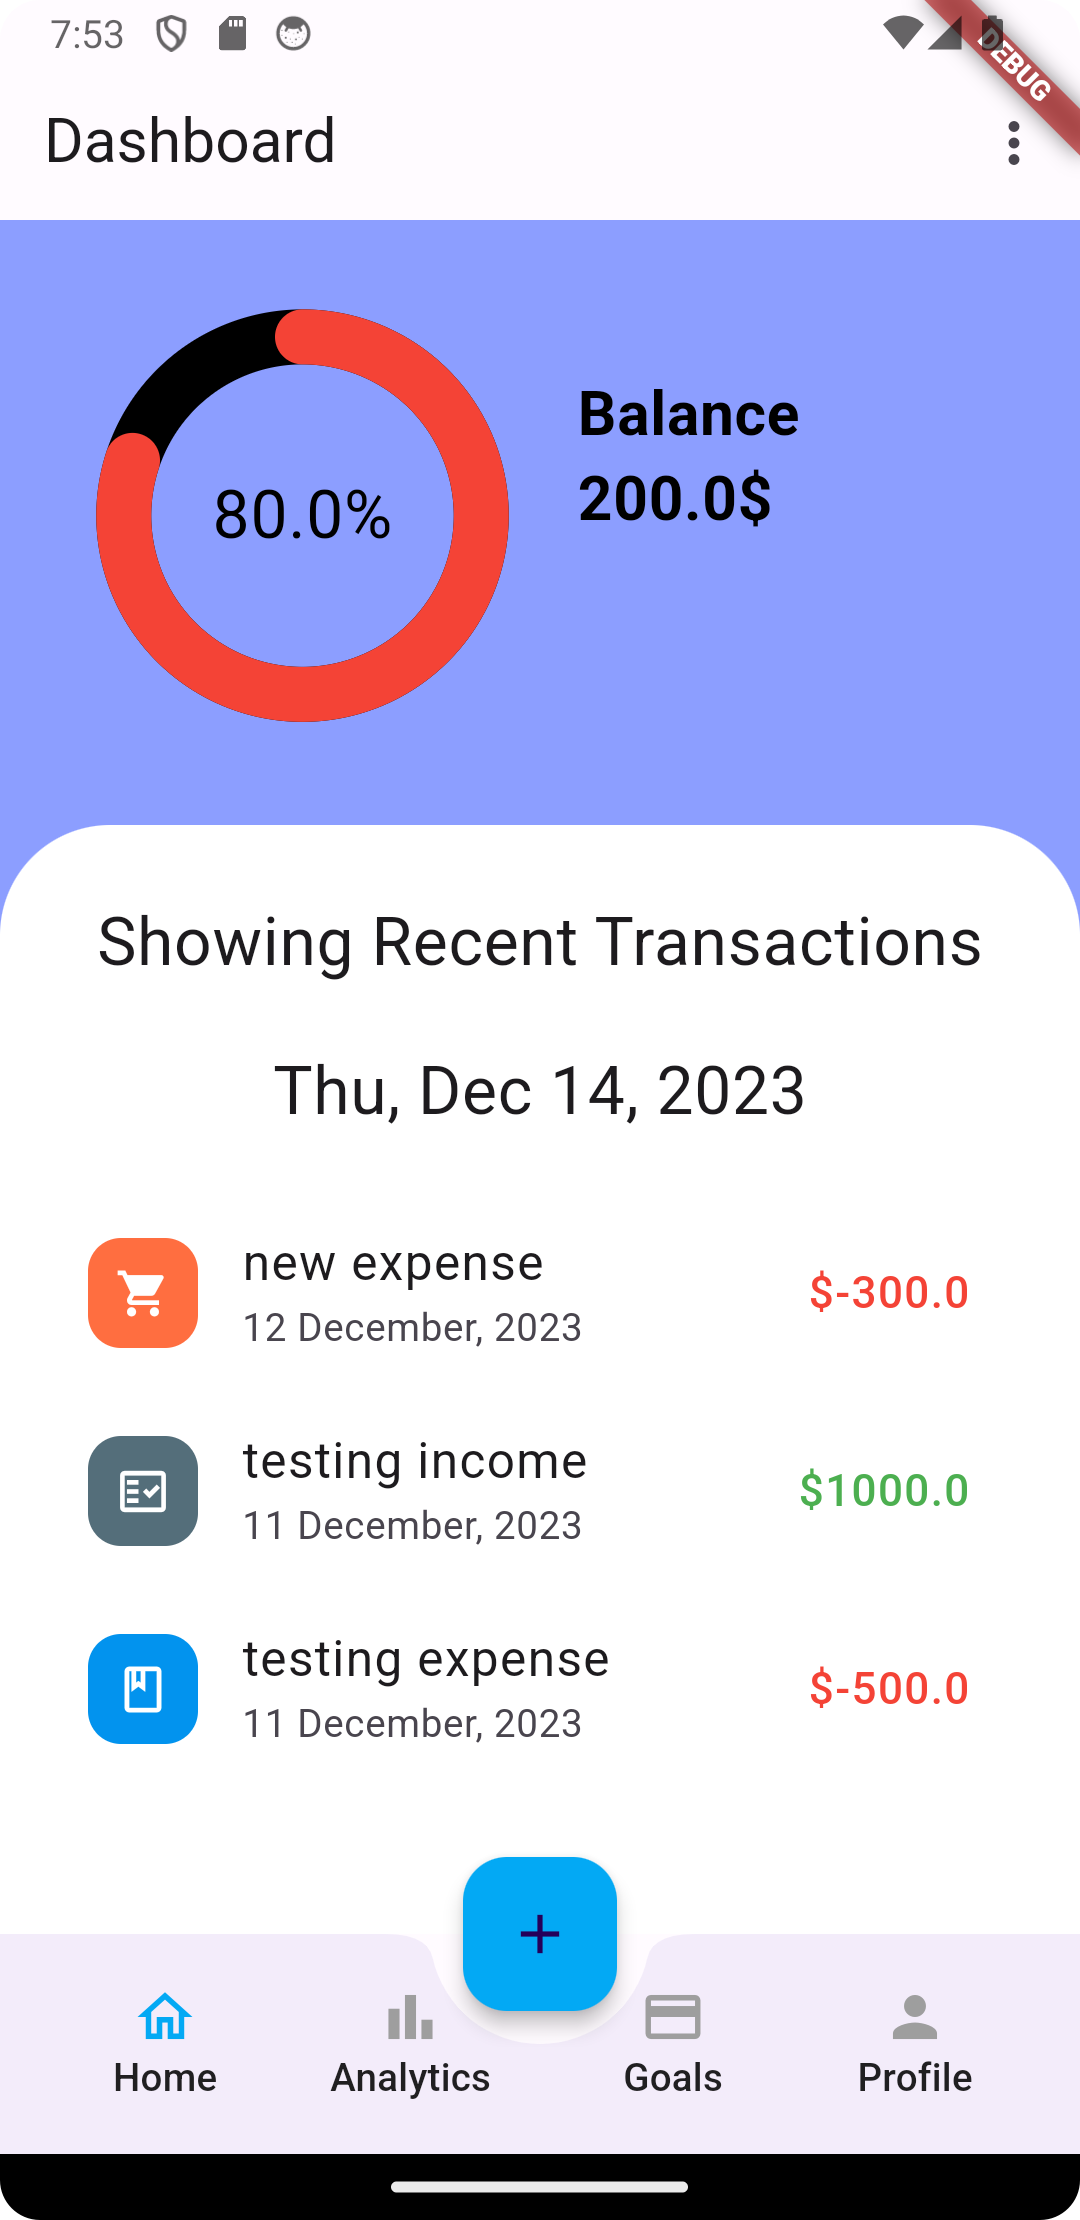 7:53
DEBUG
Dashboard
80.0%
Balance
200.0$
Showing Recent Transactions
Thu, Dec 14, 2023
new expense
12 December, 2023
$-300.0
testing income
11 December, 2023
$1000.0
testing expense
11 December, 2023
$-500.0
+
Home
Analytics
Goals
Profile